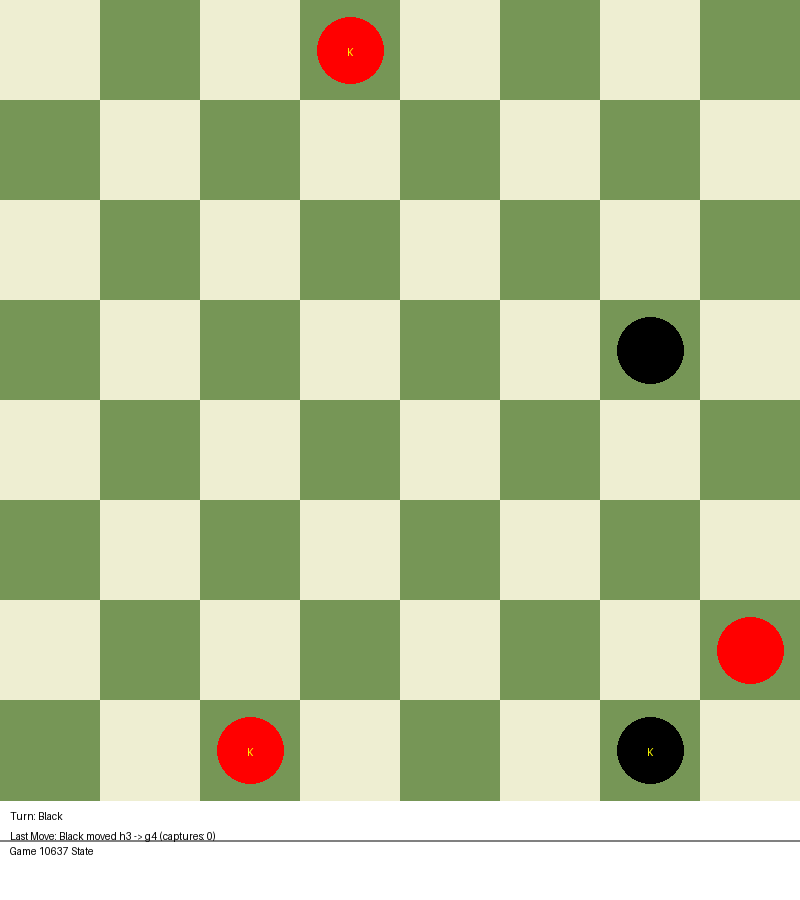 K
K
K
Turn: Black
Last Move: Black moved h3 -> g4 (captures: 0)
Game 10637 State